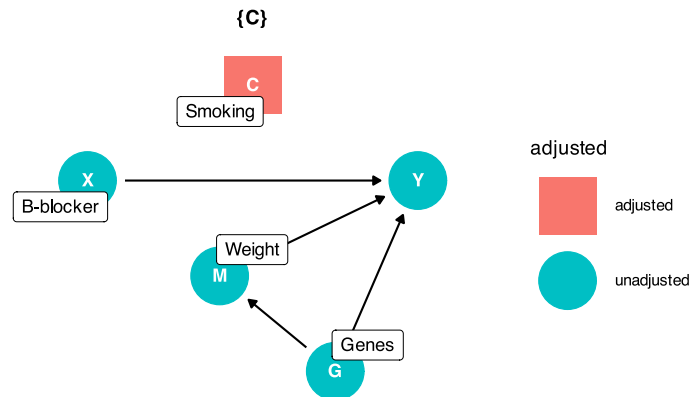 {C}
C
Smoking
X
B-blocker
Y
Weight
M
Genes
G
adjusted
adjusted
unadjusted